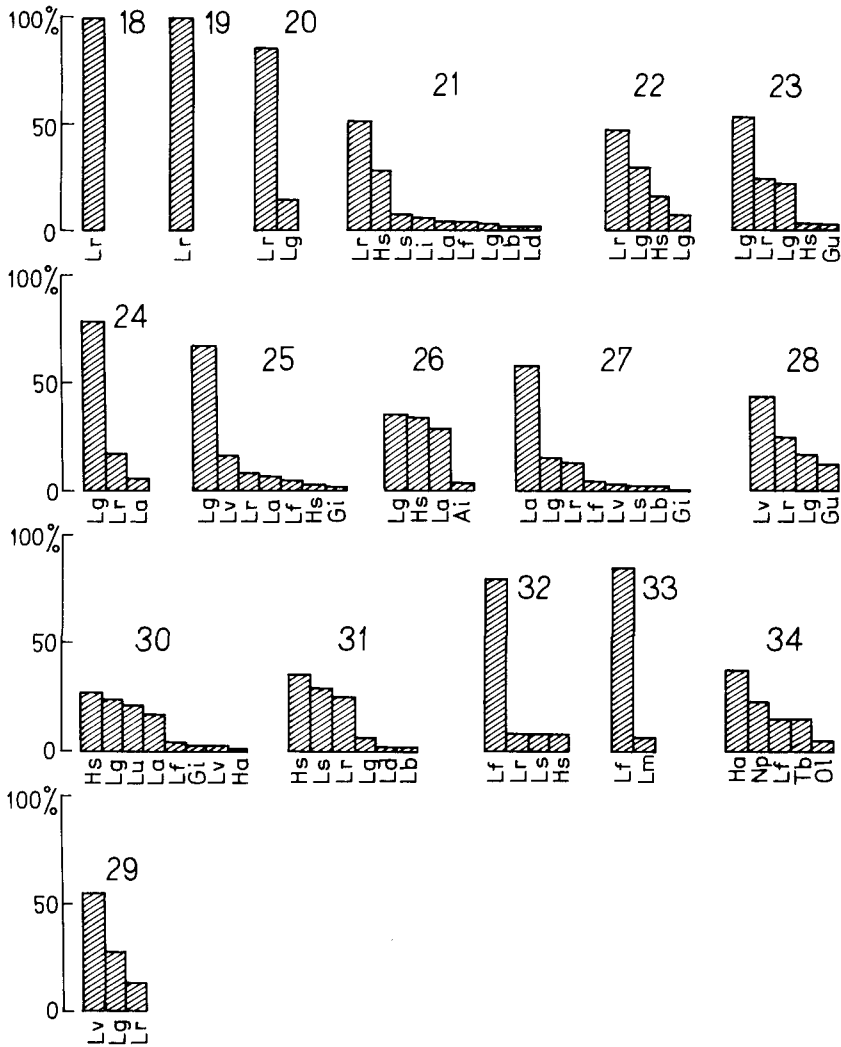 100% 18 19 20
21 22 23
50
0
Lr Lr Lr Lg Lr Hs Ls Li La Lf Lg Lb Ld Lr Lg Hs Lg Lg Lr Lg Hs Gu
100%
24
25 26 27 28
50
0
Lg Lr La Lg Lv Lr La Lf Hs Gi Lg Hs La Ai La Lg Lr Lf Lv Ls Lb Gi Lv Lr Lg Gu
100%
32 33
30 31 34
50
0
Hs Lg Lu La Lf Gi Lv Ha Hs Ls Lr Lg Ld Lb Lf Lr Ls Hs Lf Lm Ha Np Lf Tb Ol
100%
29
50
0
Lv Lg Lr